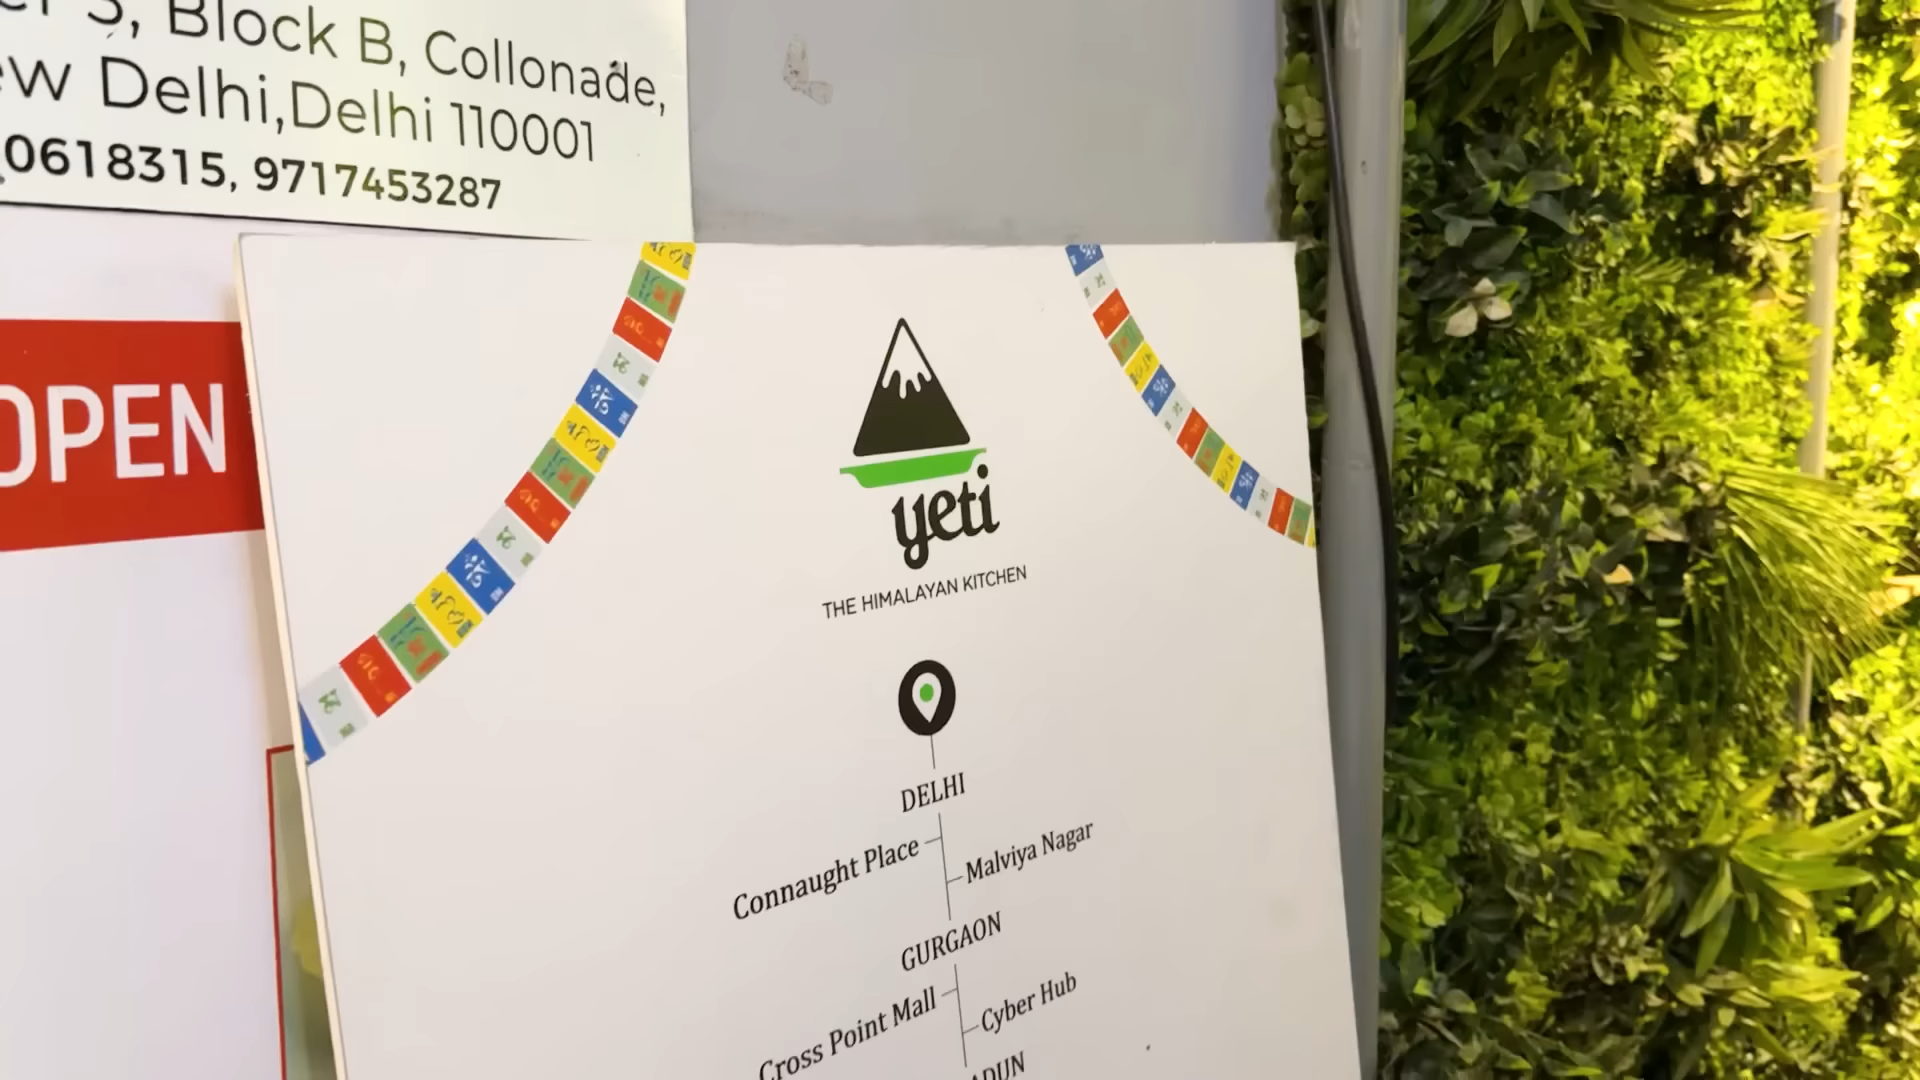 Block B, Collonade,
Delhi,Delhi 110001
0618315, 9717453287
OPEN
yeti
THE HIMALAYAN KITCHEN
DELHI
Connaught Place
Malviya Nagar
GURGAON
Cross Point Mall
Cyber Hub